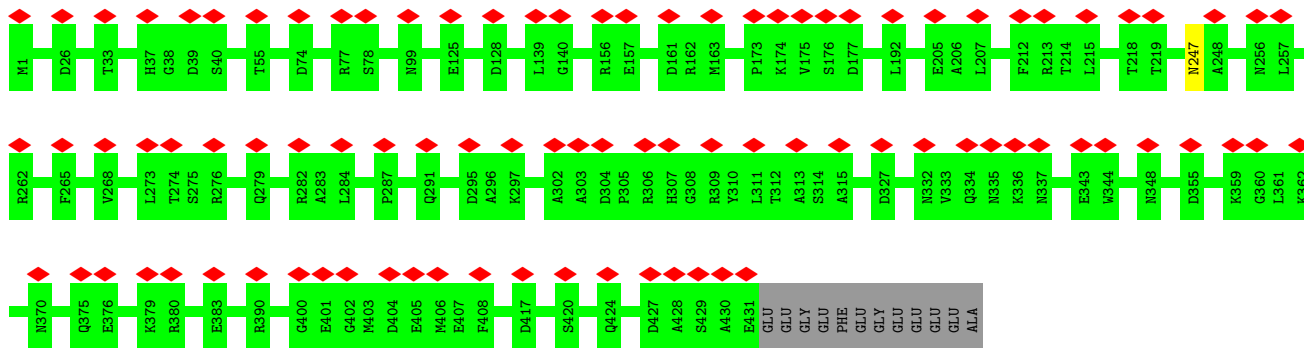 M1 D26 T33 H37 G38 D39 S40 T55 D74 R77 S78 N99 E125 D128 L139 G140 R156 E157 D161 R162 M163 P173 K174 V175 S176 D177 L192 E205 A206 L207 F212 R213 T214 L215 T218 T219 N247 A248 N256 L257
R262 F265 V268 L273 T274 S275 R276 Q279 R282 A283 L284 P287 Q291 D295 A296 K297 A302 A303 D304 P305 R306 H307 G308 R309 Y310 L311 T312 A313 S314 A315 D327 N332 V333 Q334 N335 K336 N337 E343 W344 N348 D355 K359 G360 L361 K362
N370 Q375 E376 K379 R380 E383 R390 G400 E401 G402 M403 D404 E405 M406 E407 F408 D417 S420 Q424 D427 A428 S429 A430 E431 GLU GLU GLY GLU PHE GLU GLY GLU GLU GLU GLU ALA